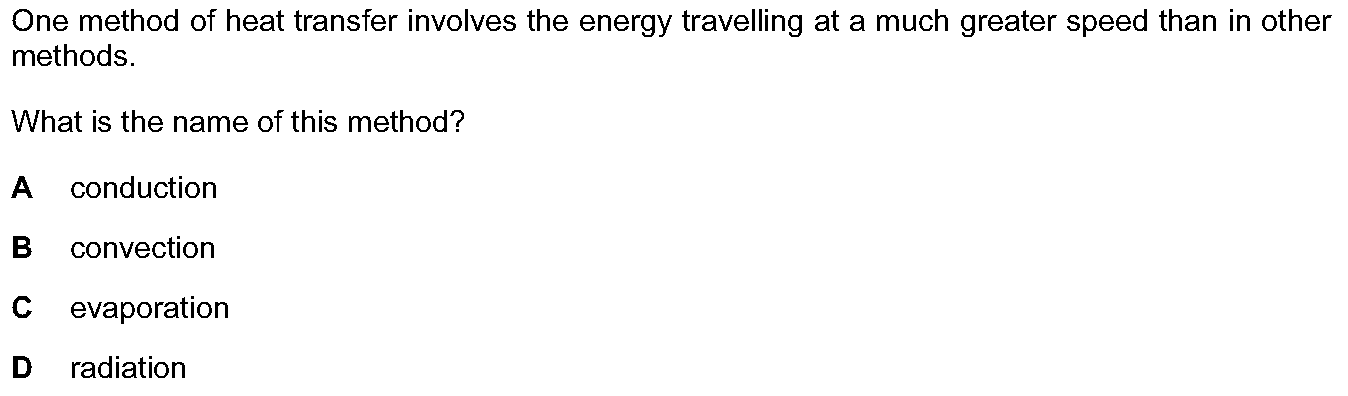 One method of heat transfer involves the energy travelling at a much greater speed than in other
methods.
What is the name of this method?
A conduction
B convection
C evaporation
D radiation